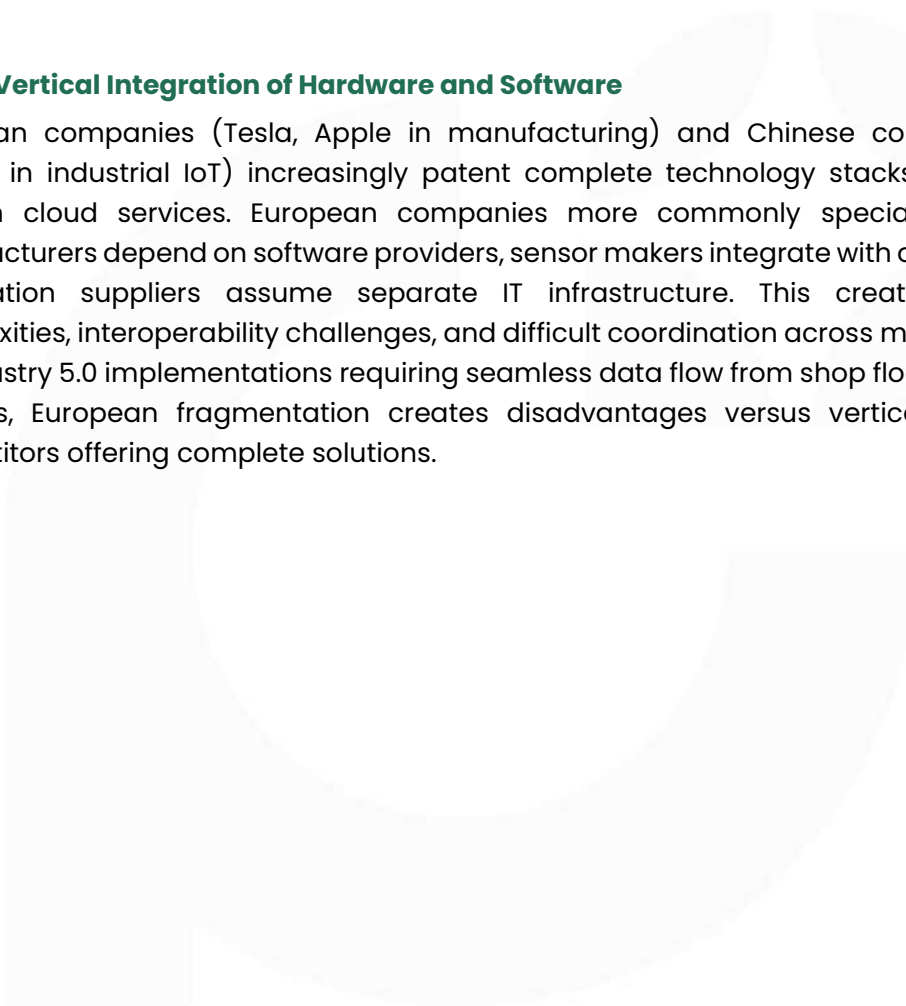 Vertical Integration of Hardware and Software
an companies (Tesla, Apple in manufacturing) and Chinese co
in industrial IoT) increasingly patent complete technology stacks
cloud services. European companies more commonly specia
cturers depend on software providers, sensor makers integrate with
ation suppliers assume separate IT infrastructure. This creat
xities, interoperability challenges, and difficult coordination across m
ustry 5.0 implementations requiring seamless data flow from shop flo
s, European fragmentation creates disadvantages versus vertic
titors offering complete solutions.